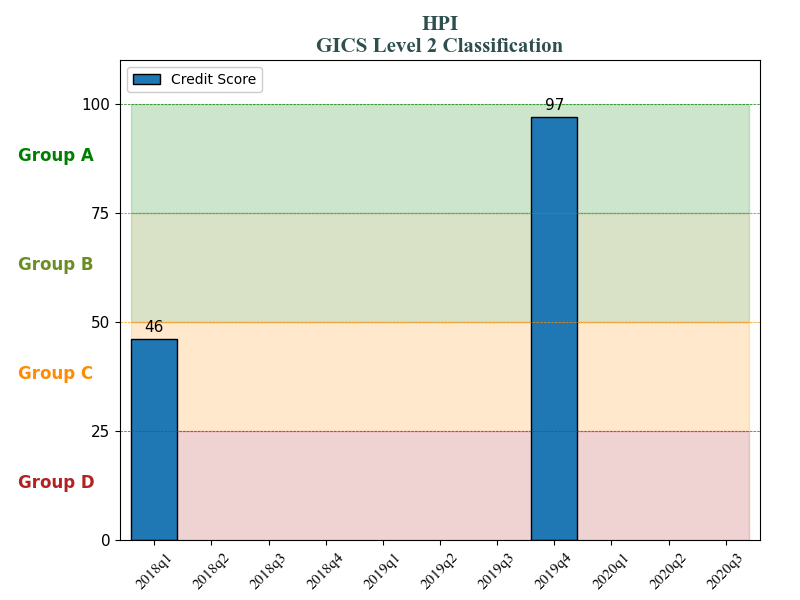 HPI
GICS Level 2 Classification
Credit Score
100
97
Group A
75
Group B
50
46
Group C
25
Group D
0
2018q1
2018q2
2018q3
2018q4
2019q1
2019q2
2019q3
2019q4
2020q1
2020q2
2020q3